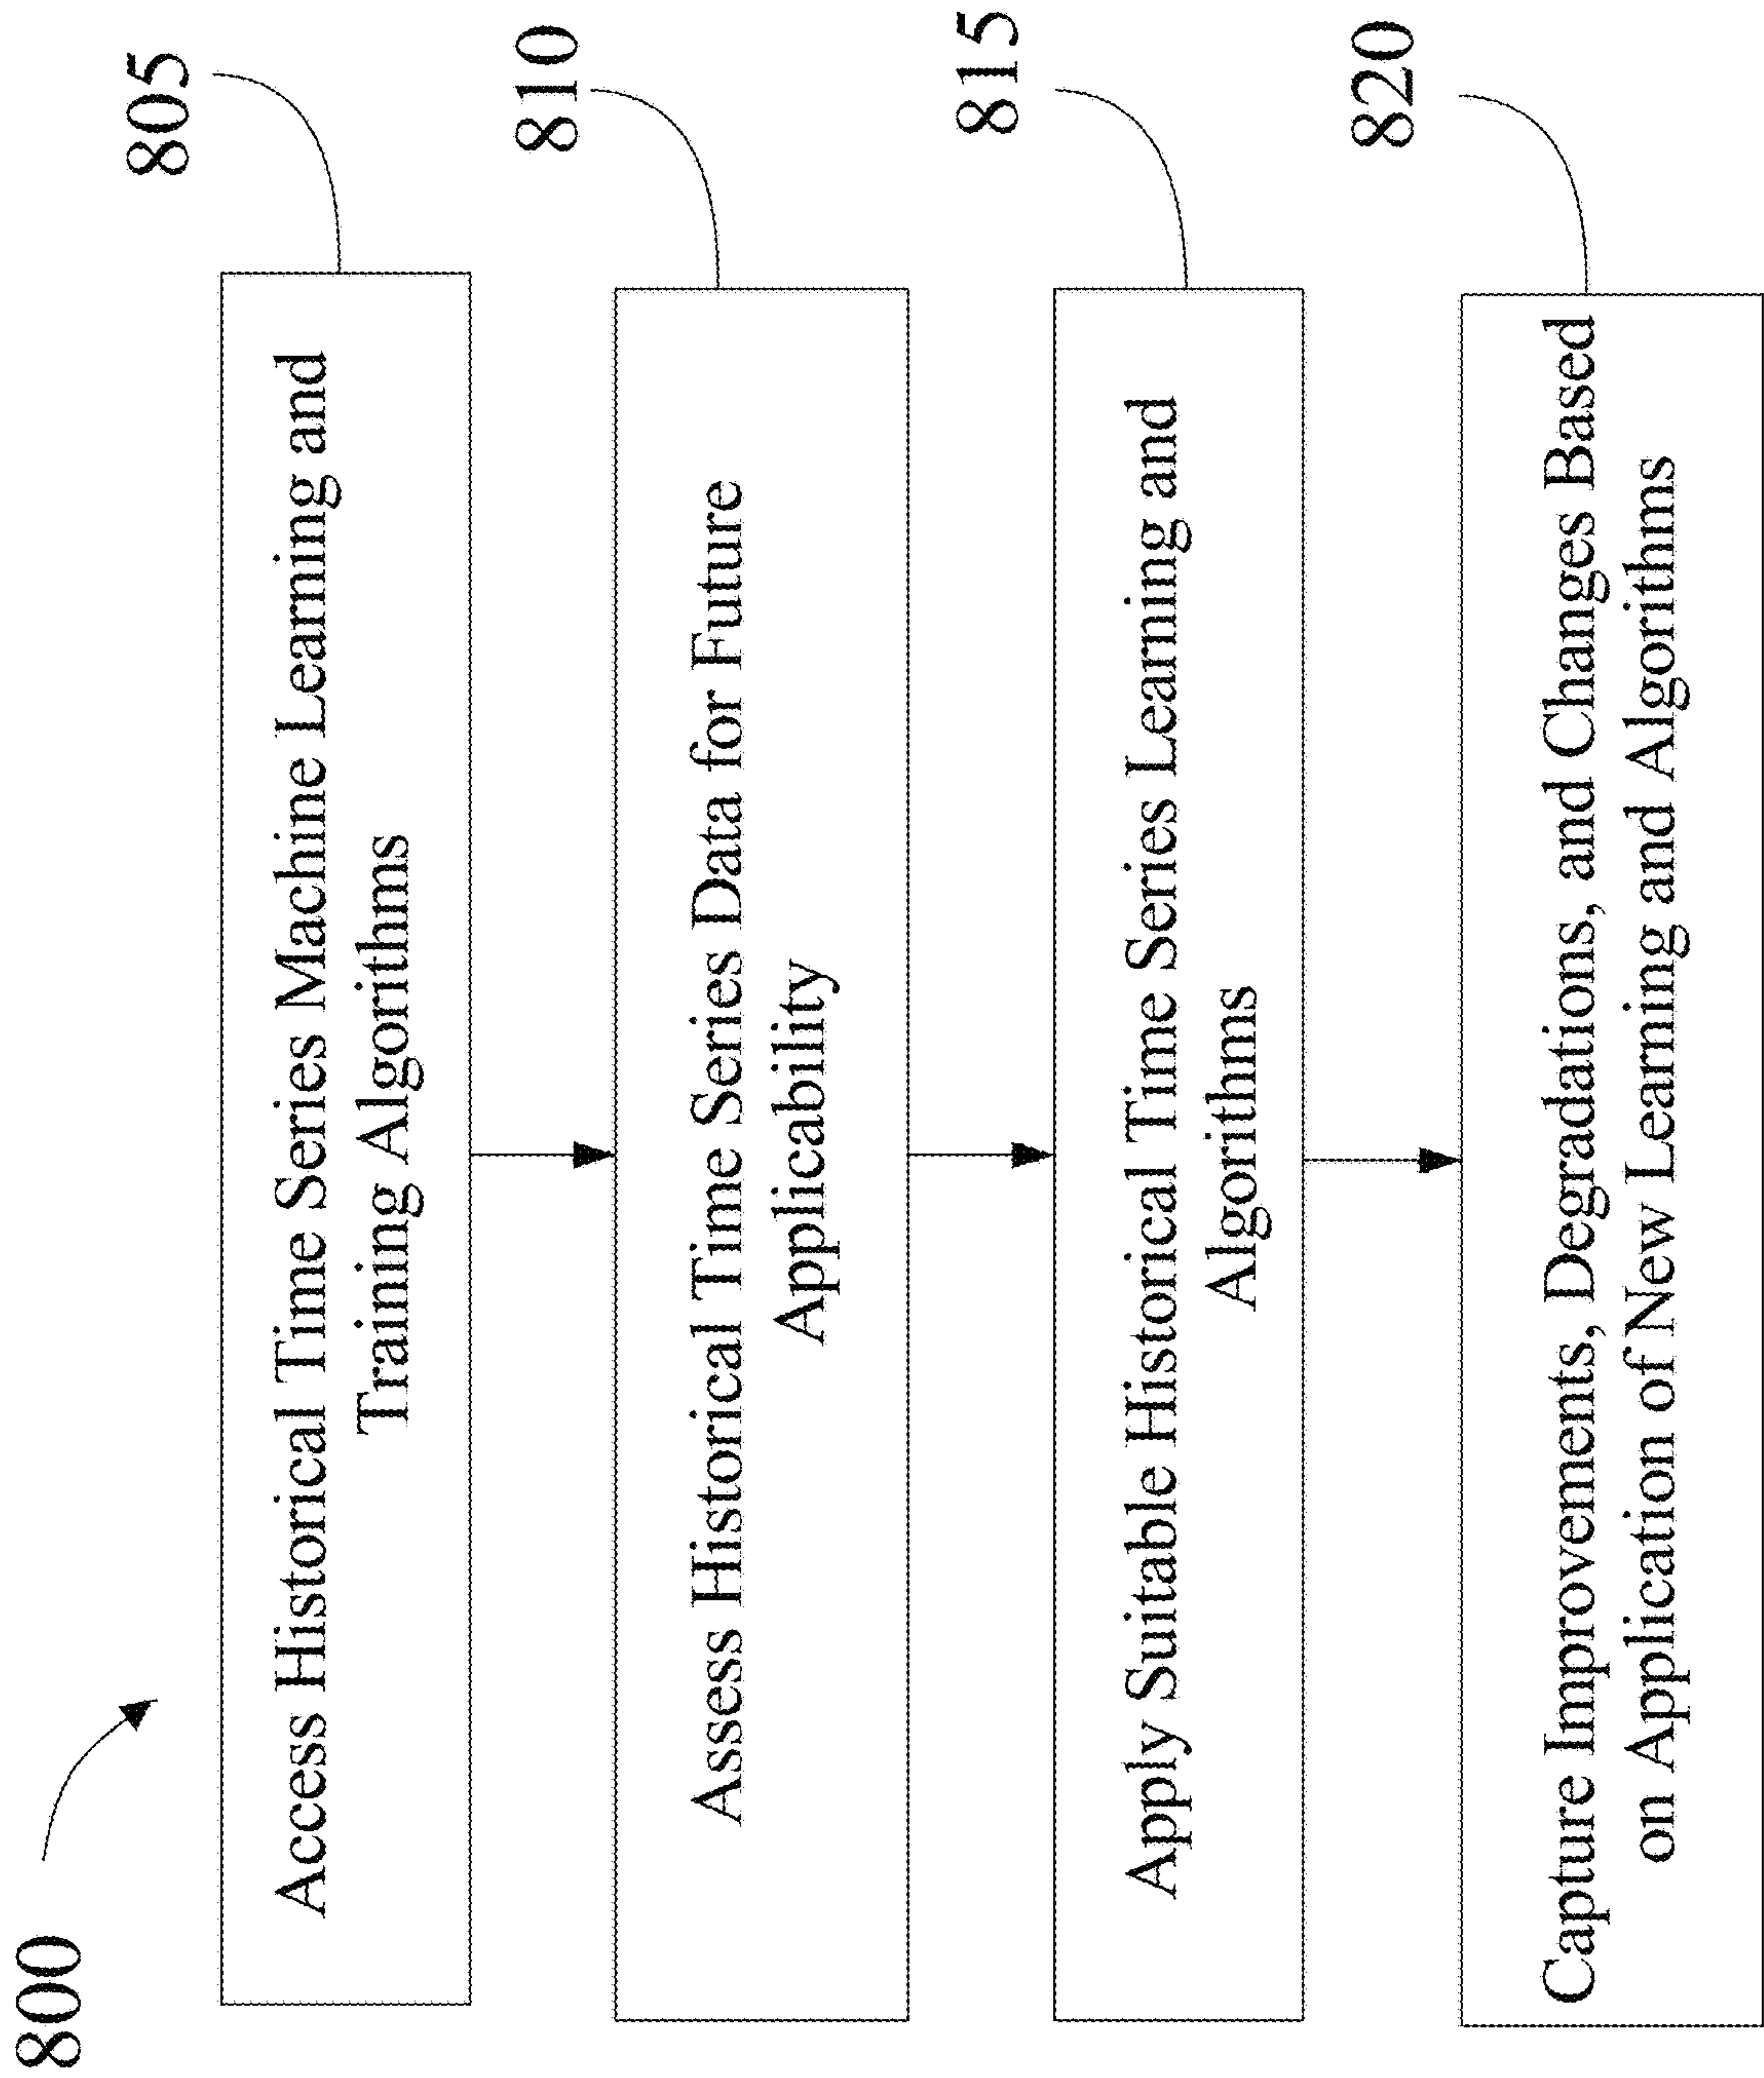 800
805
Access Historical Time Series Machine Learning and
Training Algorithms
810
Assess Historical Time Series Data for Future
Applicability
815
Apply Suitable Historical Time Series Learning and
Algorithms
820
Capture Improvements, Degradations, and Changes Based
on Application of New Learning and Algorithms